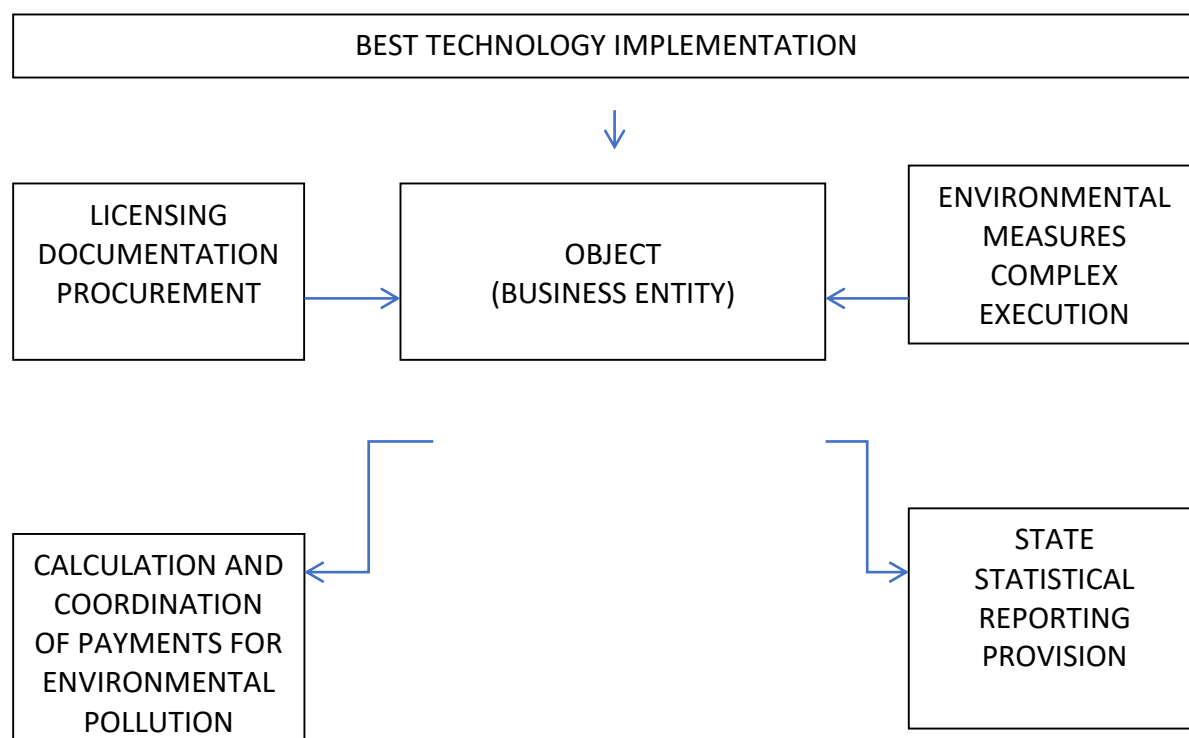 BEST TECHNOLOGY IMPLEMENTATION
LICENSING
DOCUMENTATION
PROCUREMENT
OBJECT
(BUSINESS ENTITY)
ENVIRONMENTAL
MEASURES
COMPLEX
EXECUTION
CALCULATION AND
COORDINATION
OF PAYMENTS FOR
ENVIRONMENTAL
POLLUTION
STATE
STATISTICAL
REPORTING
PROVISION